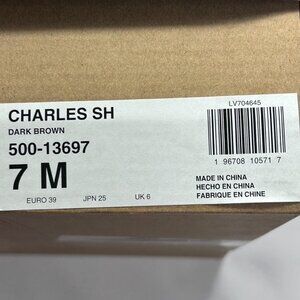 CHARLES SH
DARK BROWN
500-13697
7 M
EURO 39 JPN 25 UK 6
LV704645
1 96708 10571 7
MADE IN CHINA
HECHO EN CHINA
FABRIQUE EN CHINE